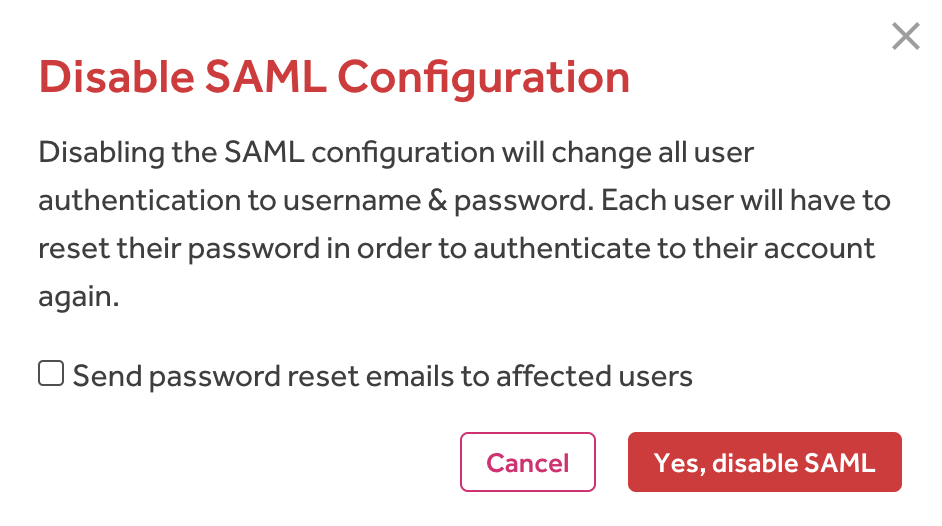 Disable SAML Configuration
Disabling the SAML configuration will change all user
authentication to username & password. Each user will have to
reset their password in order to authenticate to their account
again.
Send password reset emails to affected users
Cancel
Yes, disable SAML